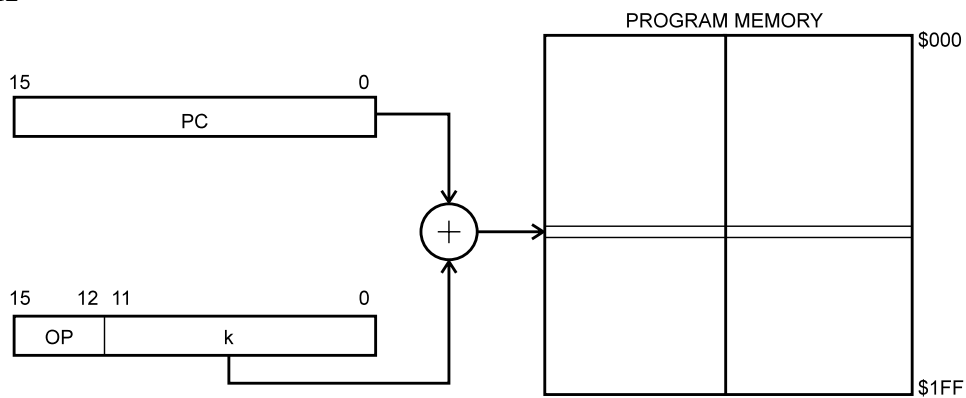 PROGRAM MEMORY
$000
15 0
PC
+
15 12 11 0
OP k
$1FF